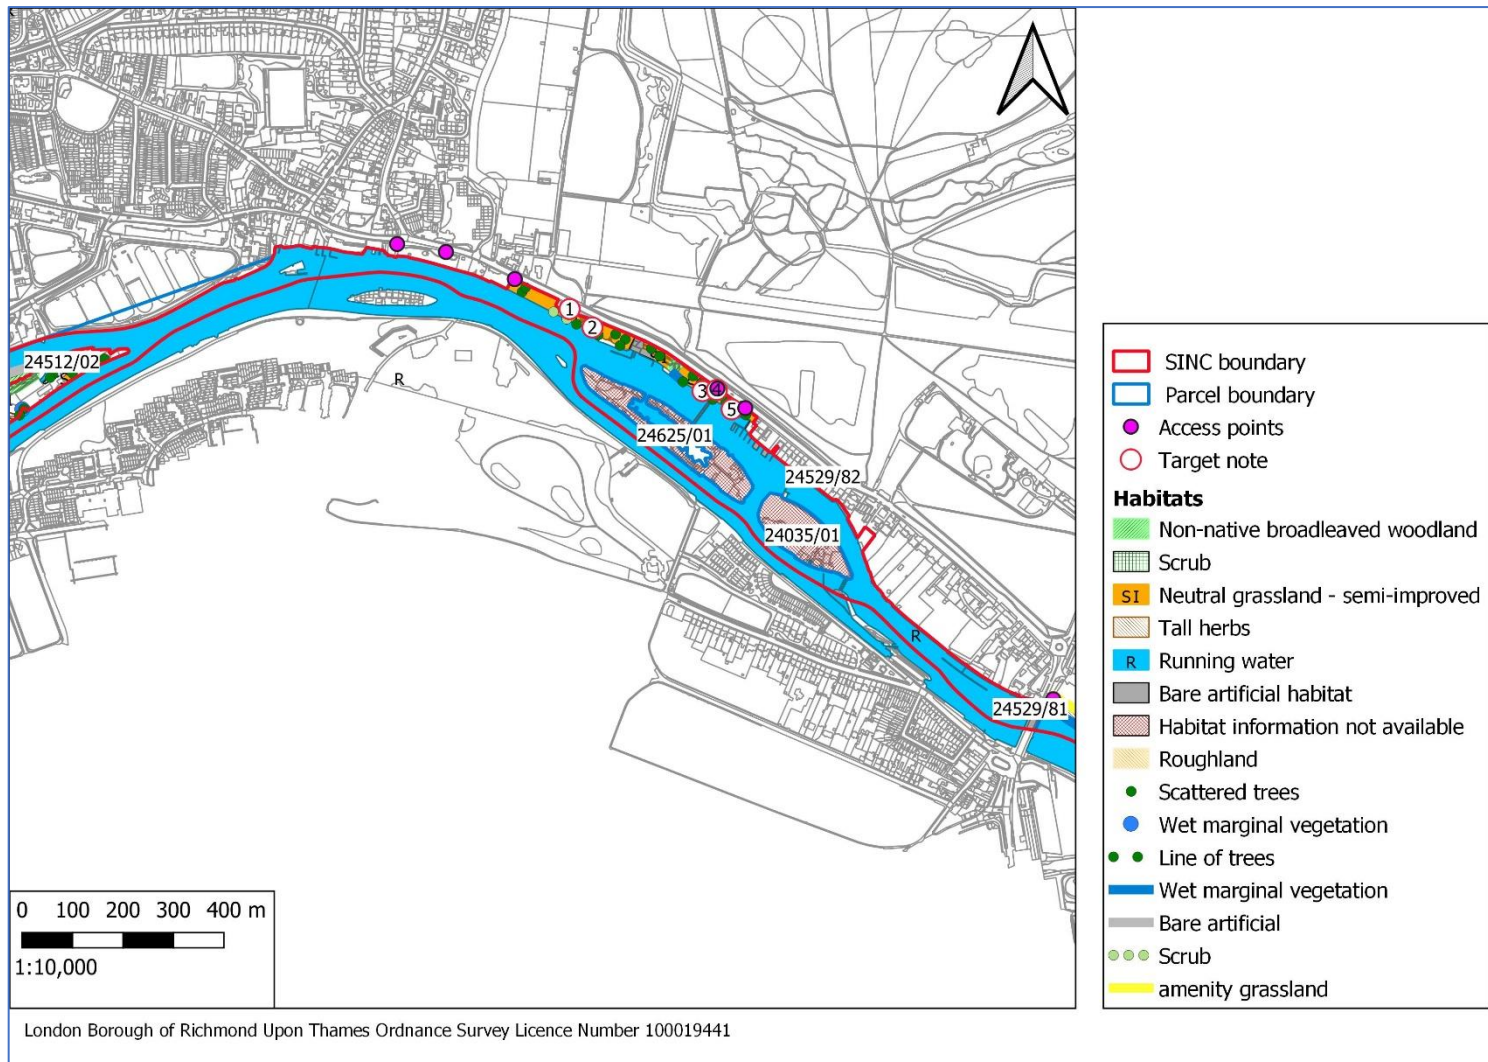 1
2
24512/02
R
3
4
5
24625/01
24529/82
24035/01
R
24529/81
0 100 200 300 400 m
1:10,000
SINC boundary
Parcel boundary
Access points
Target note
Habitats
Non-native broadleaved woodland
Scrub
SI Neutral grassland - semi-improved
Tall herbs
R Running water
Bare artificial habitat
Habitat information not available
Roughland
Scattered trees
Wet marginal vegetation
Line of trees
Wet marginal vegetation
Bare artificial
Scrub
amenity grassland
London Borough of Richmond Upon Thames Ordnance Survey Licence Number 100019441